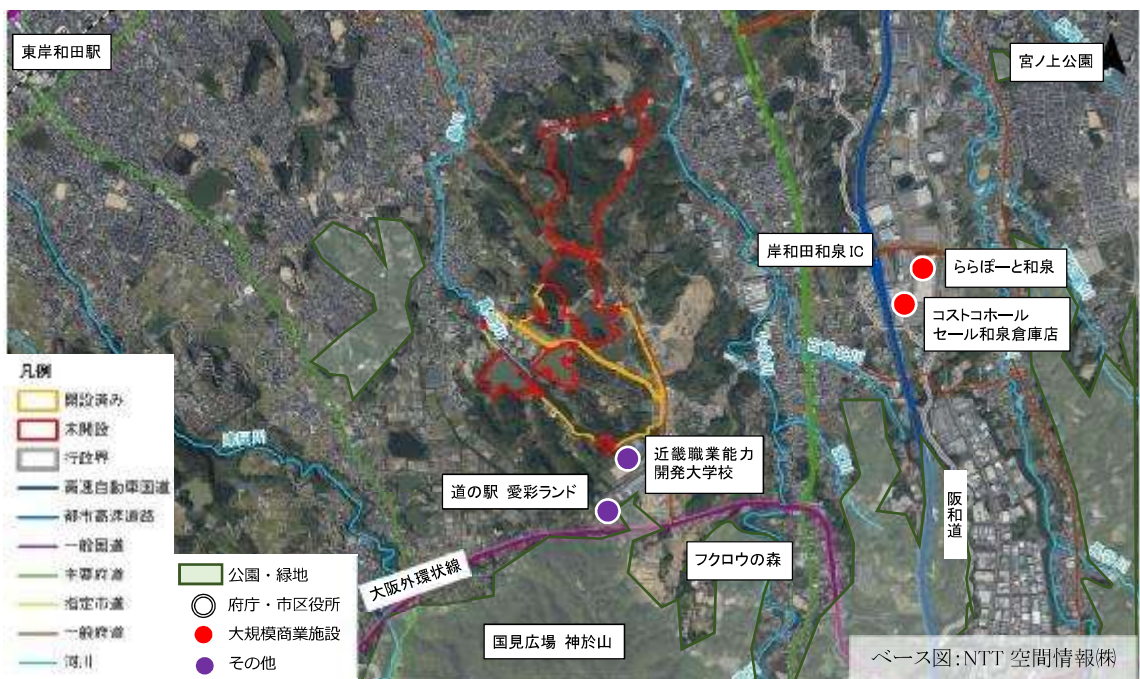 東岸和田駅
宮ノ上公園
岸和田和泉IC
ららぽーと和泉
コストコホール
セール和泉倉庫店
近畿職業能力
開発大学校
道の駅 愛彩ランド
阪和道
フクロウの森
大阪外環状線
国見広場 神於山
凡例
開設済み
未開設
行政界
高速自動車国道
都市高速道路
一般国道
主要府道
指定市道
一般府道
河川
公園・緑地
府庁・市区役所
大規模商業施設
その他
ベース図:NTT 空間情報㈱